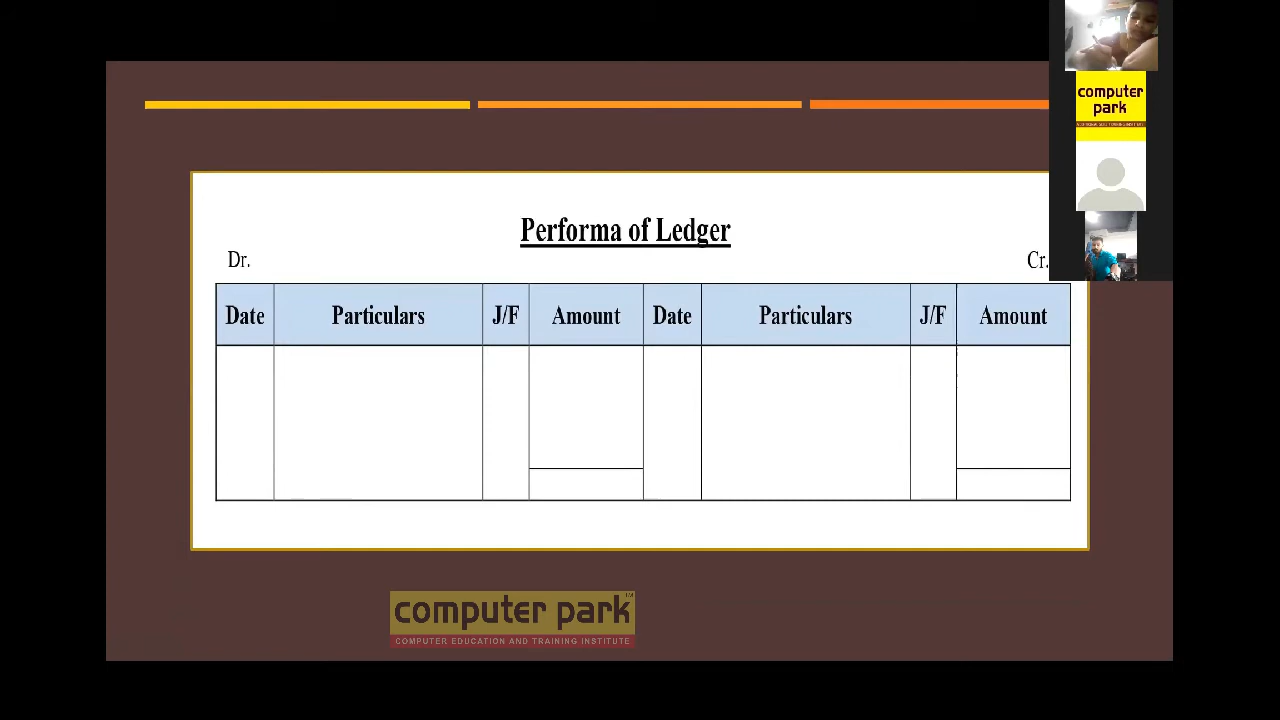 computer
park
Performa of Ledger
Dr.
Cr.
Date Particulars J/F Amount Date Particulars J/F Amount
computer park™
COMPUTER EDUCATION AND TRAINING INSTITUTE